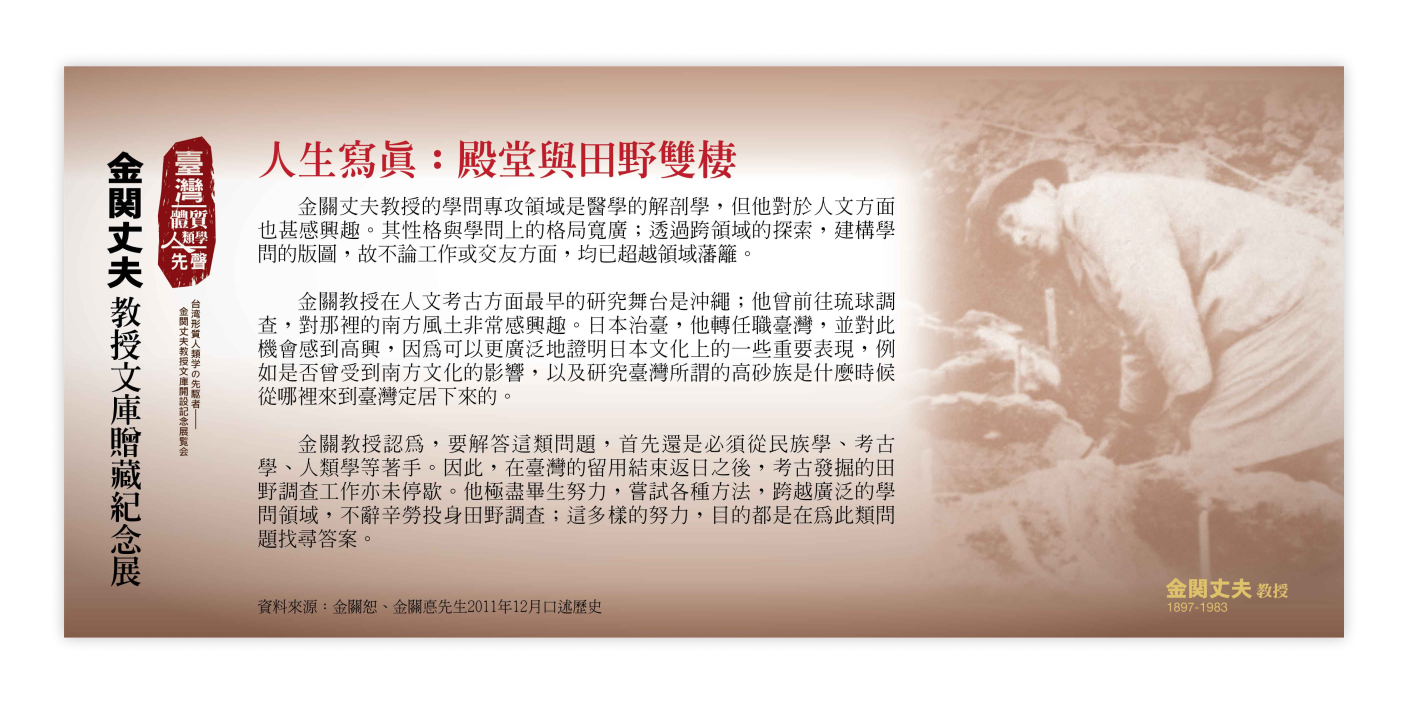 金関丈夫教授文庫贈藏紀念展
臺灣
體質
人類學
先聲
台湾形質人類学の先駆者——
金関丈夫教授文庫開設記念展覧会
人生寫眞：殿堂與田野雙棲
金關丈夫教授的學問專攻領域是醫學的解剖學，但他對於人文方面
也甚感興趣。其性格與學問上的格局寬廣；透過跨領域的探索，建構學
問的版圖，故不論工作或交友方面，均已超越領域藩籬。
金關教授在人文考古方面最早的研究舞台是沖繩；他曾前往琉球調
查，對那裡的南方風土非常感興趣。日本治臺，他轉任職臺灣，並對此
機會感到高興，因爲可以更廣泛地證明日本文化上的一些重要表現，例
如是否曾受到南方文化的影響，以及研究臺灣所謂的高砂族是什麼時候
從哪裡來到臺灣定居下來的。
金關教授認爲，要解答這類問題，首先還是必須從民族學、考古
學、人類學等著手。因此，在臺灣的留用結束返日之後，考古發掘的田
野調查工作亦未停歇。他極盡畢生努力，嘗試各種方法，跨越廣泛的學
問領域，不辭辛勞投身田野調查；這多樣的努力，目的都是在爲此類問
題找尋答案。
資料來源：金關恕、金關悳先生2011年12月口述歷史
金関丈夫 教授
1897-1983